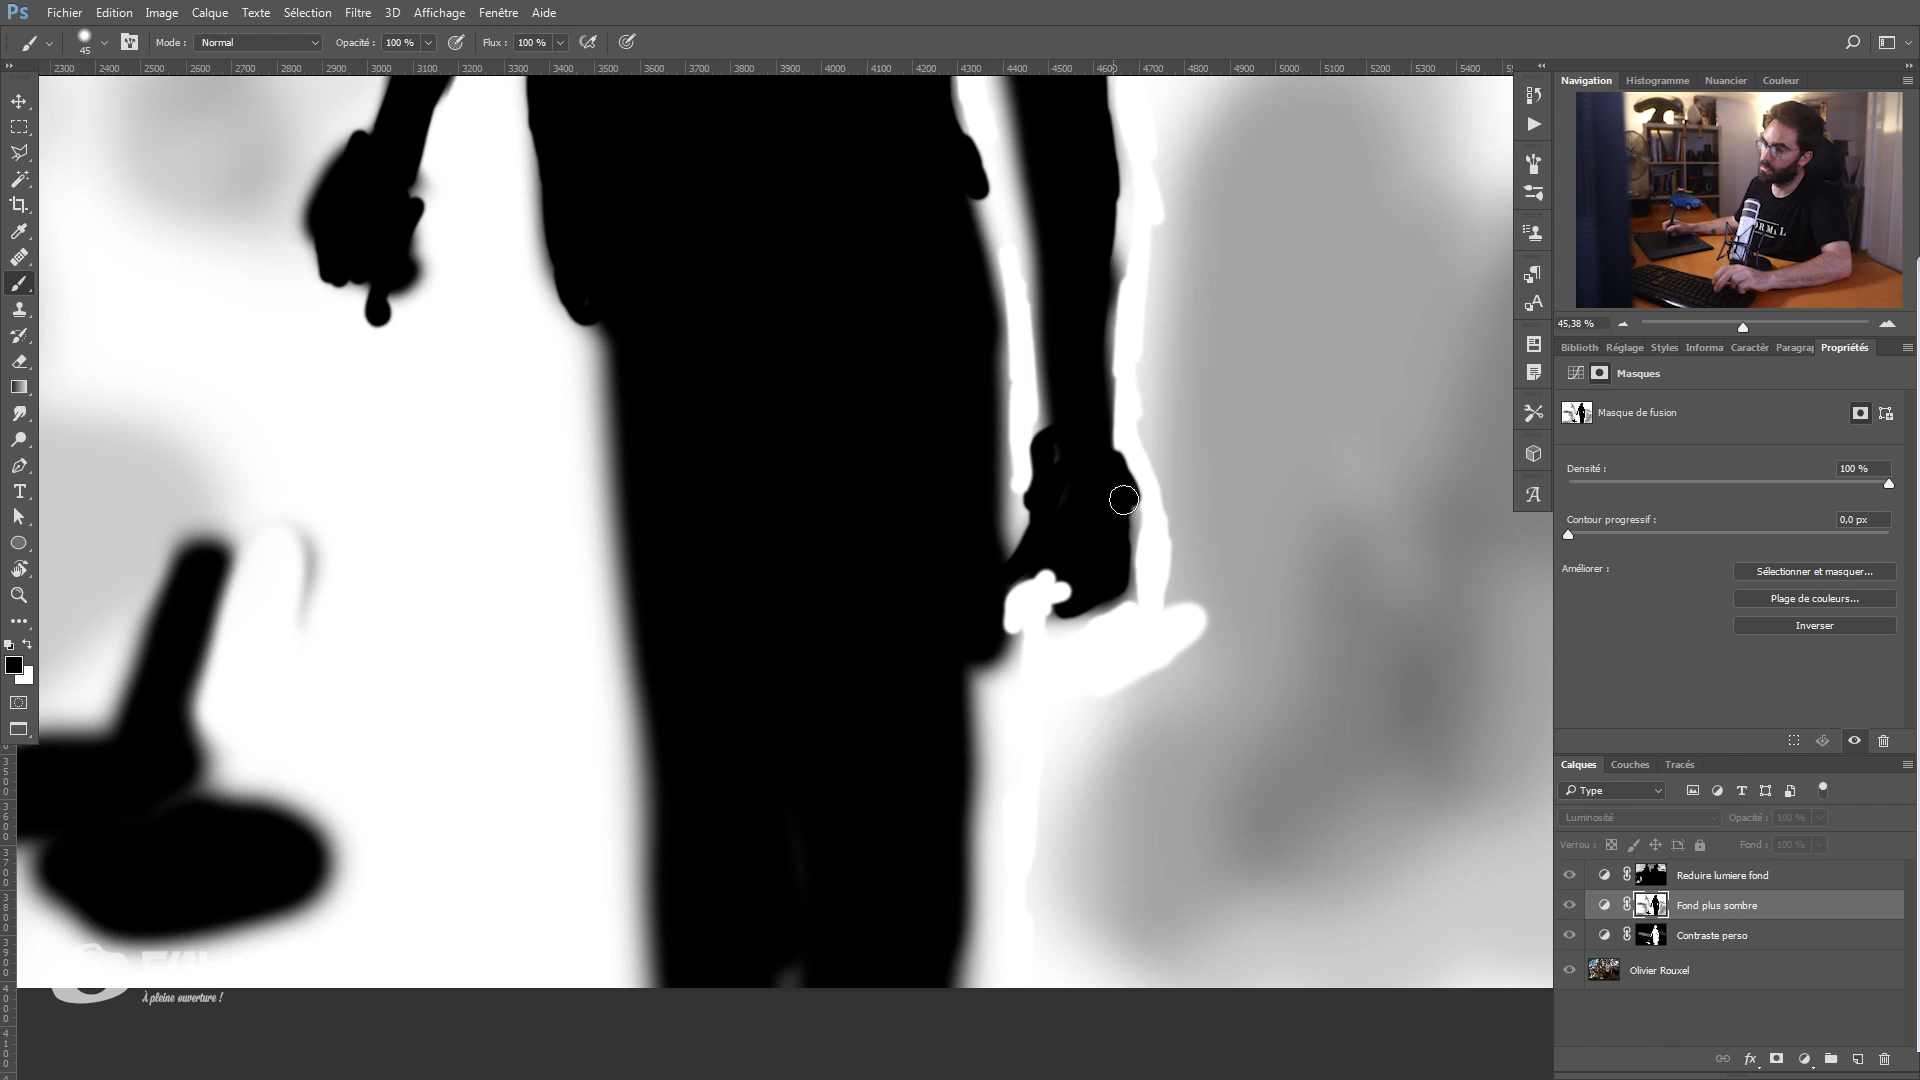 Ps Fichier Edition Image Calque Texte Sélection Filtre 3D Affichage Fenêtre Aide
45 Mode : Normal Opacité : 100 % Flux : 100 %
2300 2400 2500 2600 2700 2800 2900 3000 3100 3200 3300 3400 3500 3600 3700 3800 3900 4000 4100 4200 4300 4400 4500 4600 4700 4800 4900 5000 5100 5200 5300 5400
Navigation Histogramme Nuancier Couleur
45,38 %
Biblioth Réglage Styles Informa Caractèr Paragrap Propriétés
Masques
Masque de fusion
Densité : 100 %
Contour progressif : 0,0 px
Améliorer : Sélectionner et masquer...
Plage de couleurs...
Inverser
Calques Couches Tracés
Type
Luminosité Opacité : 100 %
Verrou : Fond : 100 %
Reduire lumiere fond
Fond plus sombre
Contraste perso
Olivier Rouxel
À pleine ouverture !